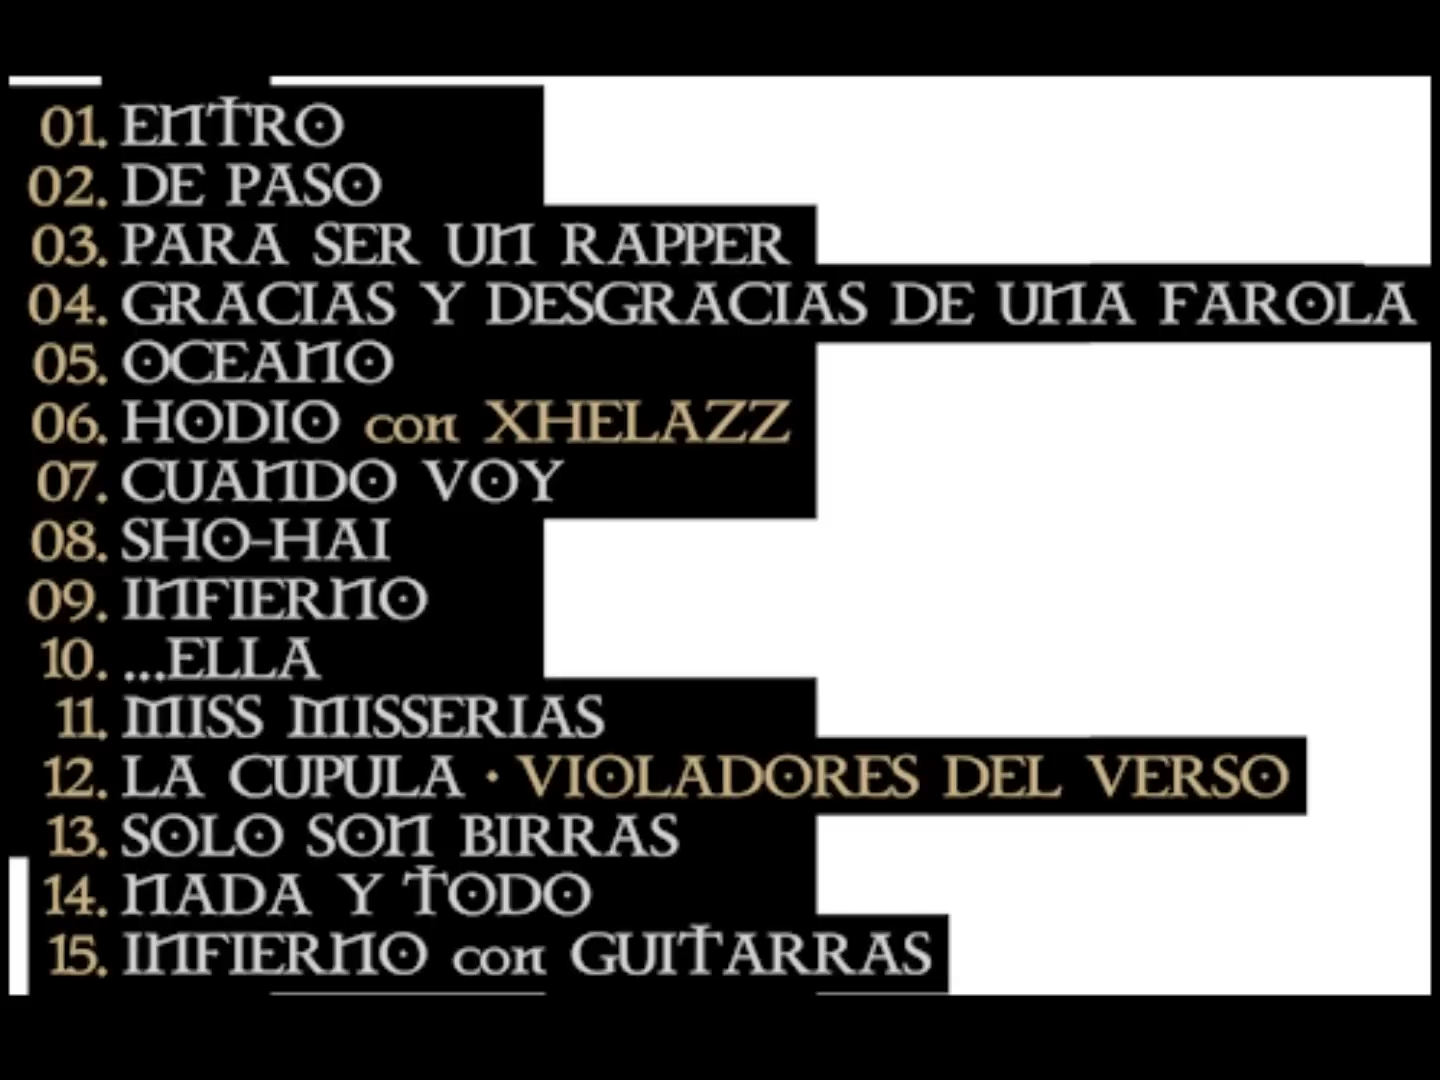 01. ENTRO
02. DE PASO
03. PARA SER UN RAPPER
04. GRACIAS Y DESGRACIAS DE UNA FAROLA
05. OCEANO
06. HODIO con XHELAZZ
07. CUANDO VOY
08. SHO-HAI
09. INFIERNO
10. ...ELLA
11. MISS MISSERIAS
12. LA CUPULA · VIOLADORES DEL VERSO
13. SOLO SON BIRRAS
14. NADA Y TODO
15. INFIERNO con GUITARRAS